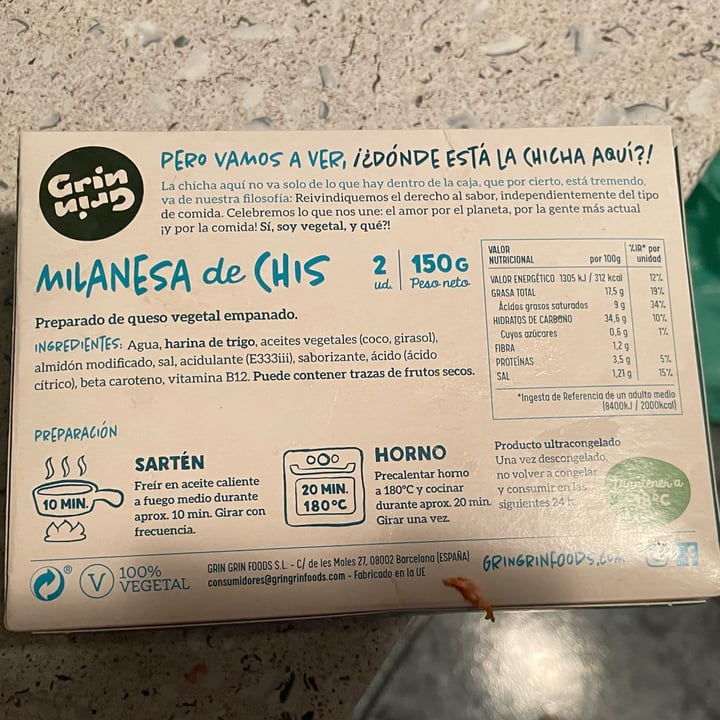 Grin
Grin
PERO VAMOS A VER, ¡¿DÓNDE ESTÁ LA CHICHA AQUÍ?!
La chicha aquí no va solo de lo que hay dentro de la caja, que por cierto, está tremendo,
va de nuestra filosofía: Reivindiquemos el derecho al sabor, independientemente del tipo
de comida. Celebremos lo que nos une: el amor por el planeta, por la gente más actual
¡y por la comida! Sí, soy vegetal, y qué?!
MILANESA de CHIS
2 ud.
150G Peso neto
Preparado de queso vegetal empanado.
INGREDIENTES: Agua, harina de trigo, aceites vegetales (coco, girasol),
almidón modificado, sal, acidulante (E333iii), saborizante, ácido (ácido
cítrico), beta caroteno, vitamina B12. Puede contener trazas de frutos secos.
VALOR NUTRICIONAL por 100g %IR* por unidad
VALOR ENERGÉTICO 1305 kJ / 312 kcal 12%
GRASA TOTAL 17,5 g 19%
Ácidos grasos saturados 9 g 34%
HIDRATOS DE CARBONO 34,6 g 10%
Cuyos azúcares 0,6 g 1%
FIBRA 1,2 g
PROTEÍNAS 3,5 g 5%
SAL 1,21 g 15%
*Ingesta de Referencia de un adulto medio
(8400kJ / 2000kcal)
PREPARACIÓN
10 MIN.
SARTÉN
Freír en aceite caliente
a fuego medio durante
aprox. 10 min. Girar con
frecuencia.
20 MIN.
180°C
HORNO
Precalentar horno
a 180°C y cocinar
durante aprox. 20 min.
Girar una vez.
Producto ultracongelado
Una vez descongelado,
no volver a congelar
y consumir en las
siguientes 24 h.
Mantener a
V
100%
VEGETAL
GRIN GRIN FOODS S.L. - C/ de les Moles 27, 08002 Barcelona (ESPAÑA)
consumidores@gringrinfoods.com - Fabricado en la UE
GRINGRINFOODS.COM